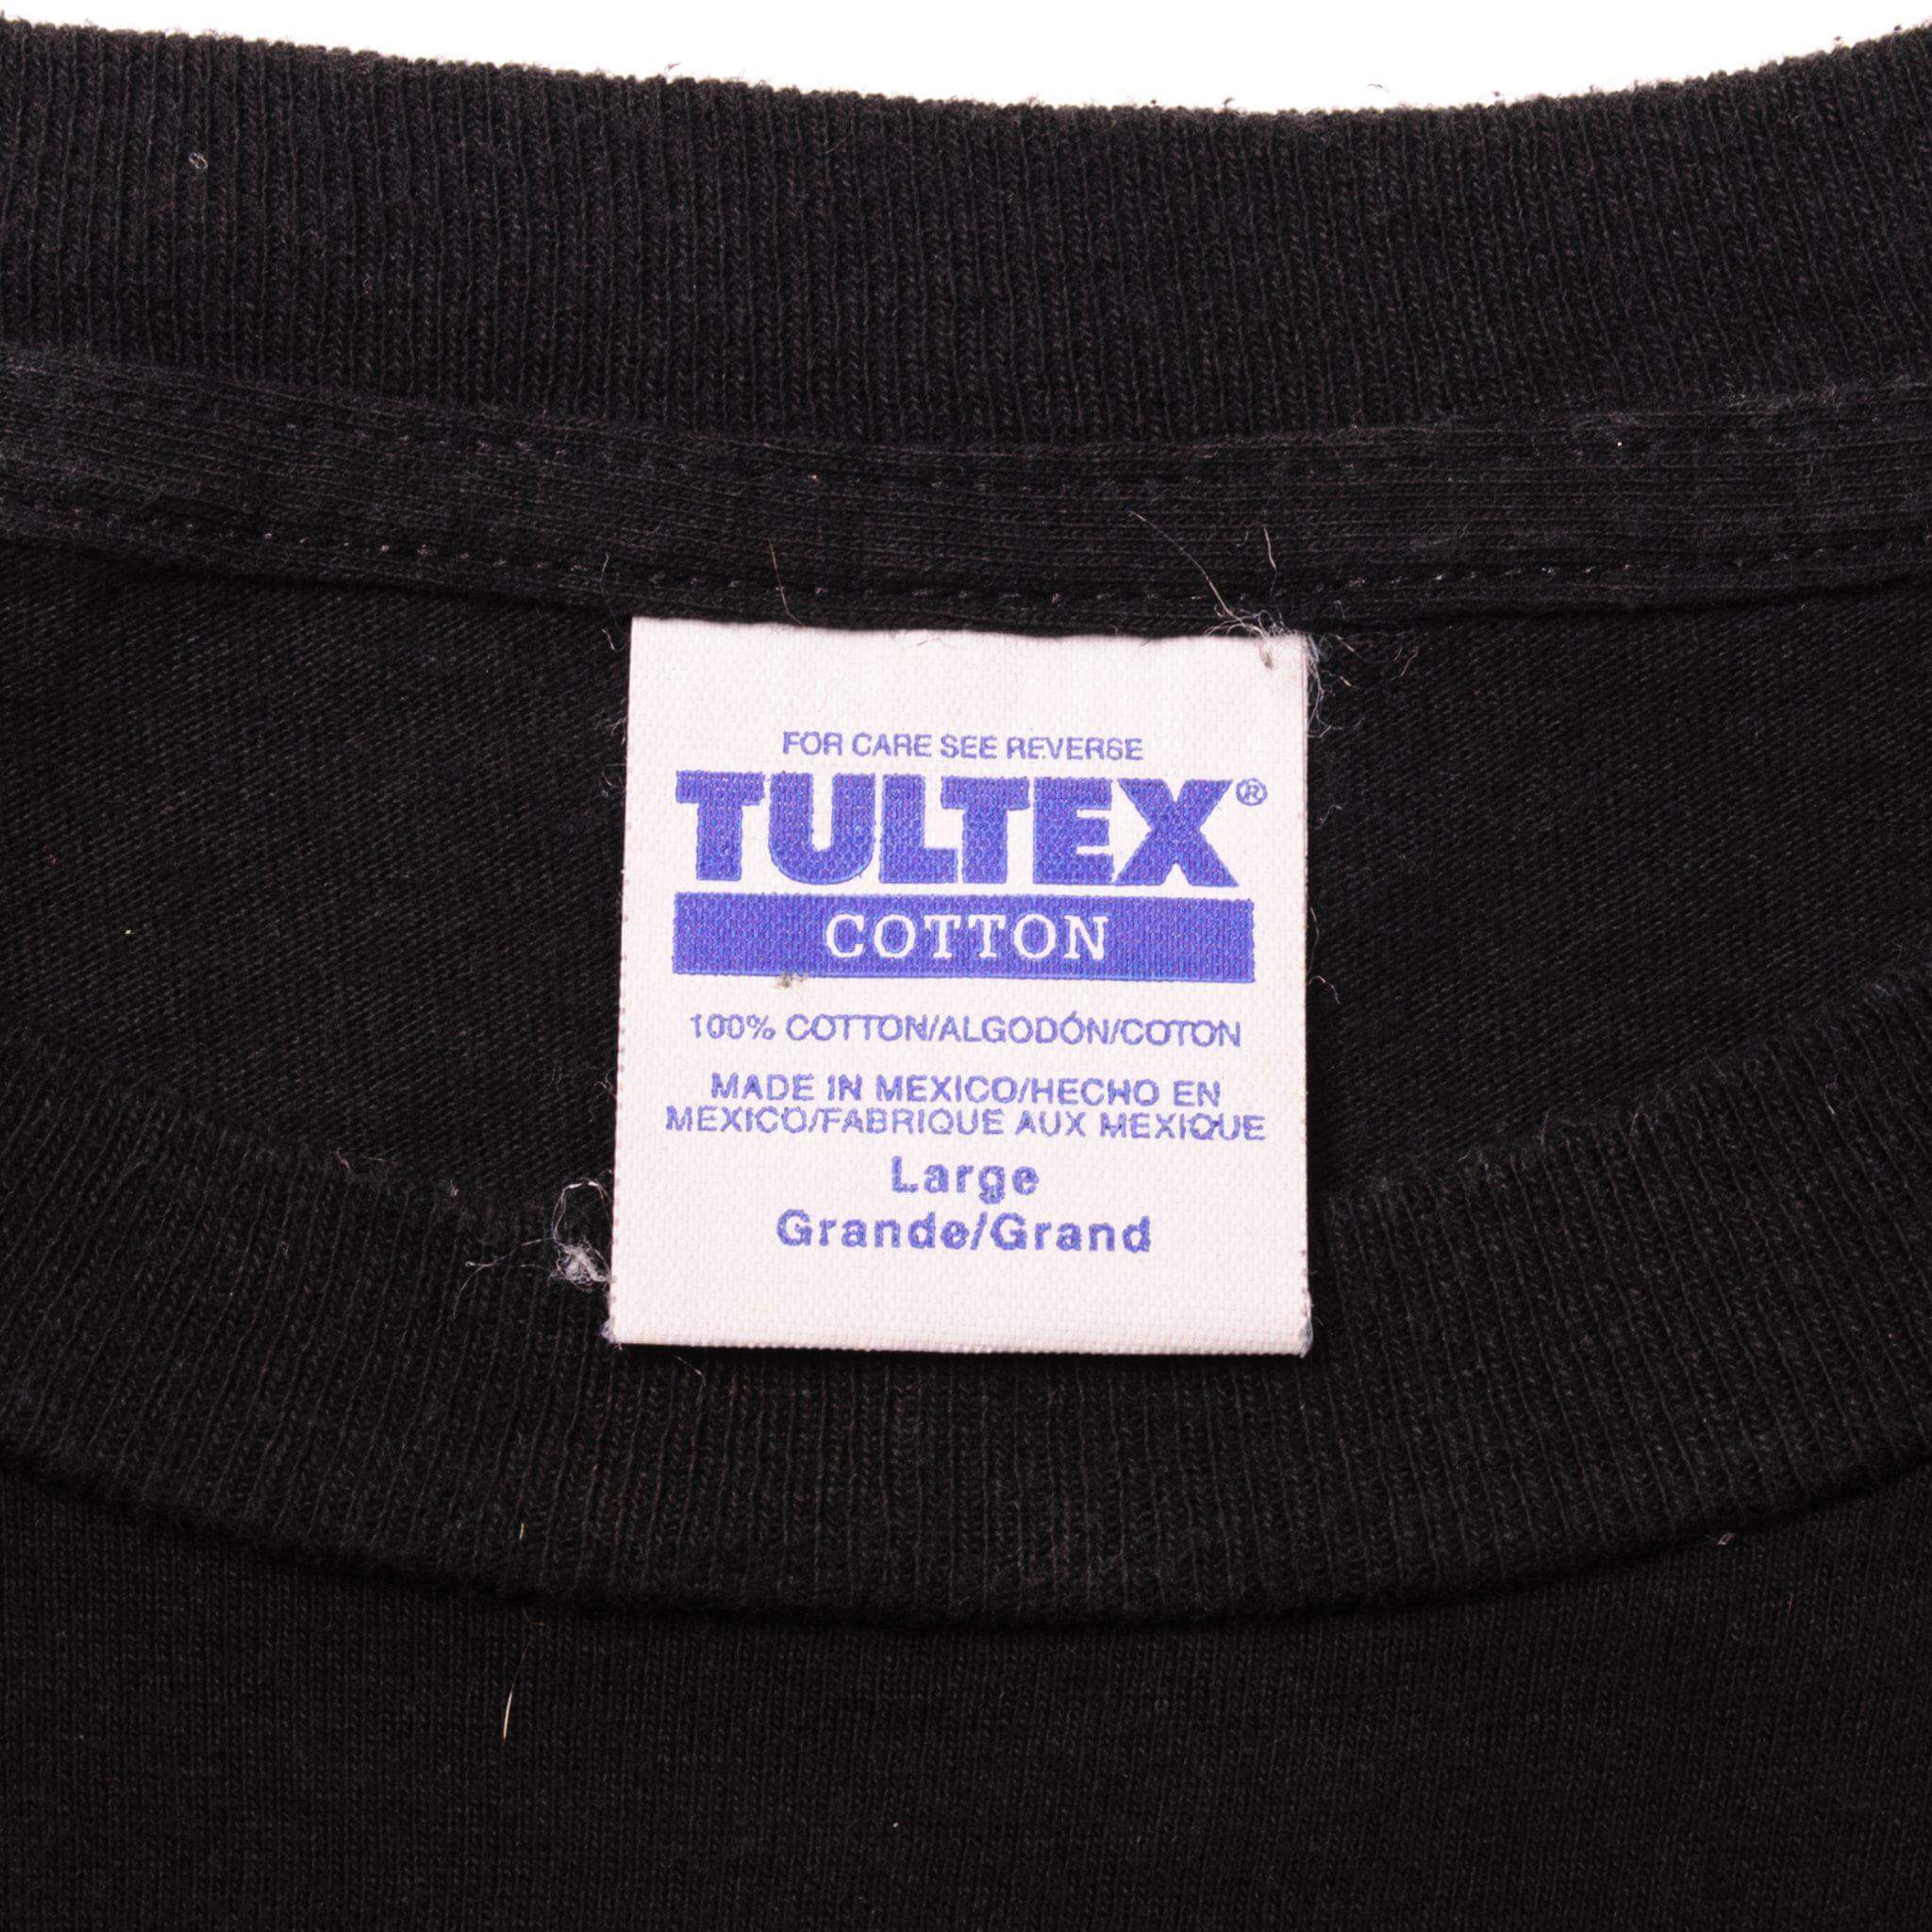 FOR CARE SEE REVERSE
TULTEX®
COTTON
100% COTTON/ALGODÓN/COTON
MADE IN MEXICO/HECHO EN
MEXICO/FABRIQUE AUX MEXIQUE
Large
Grande/Grand